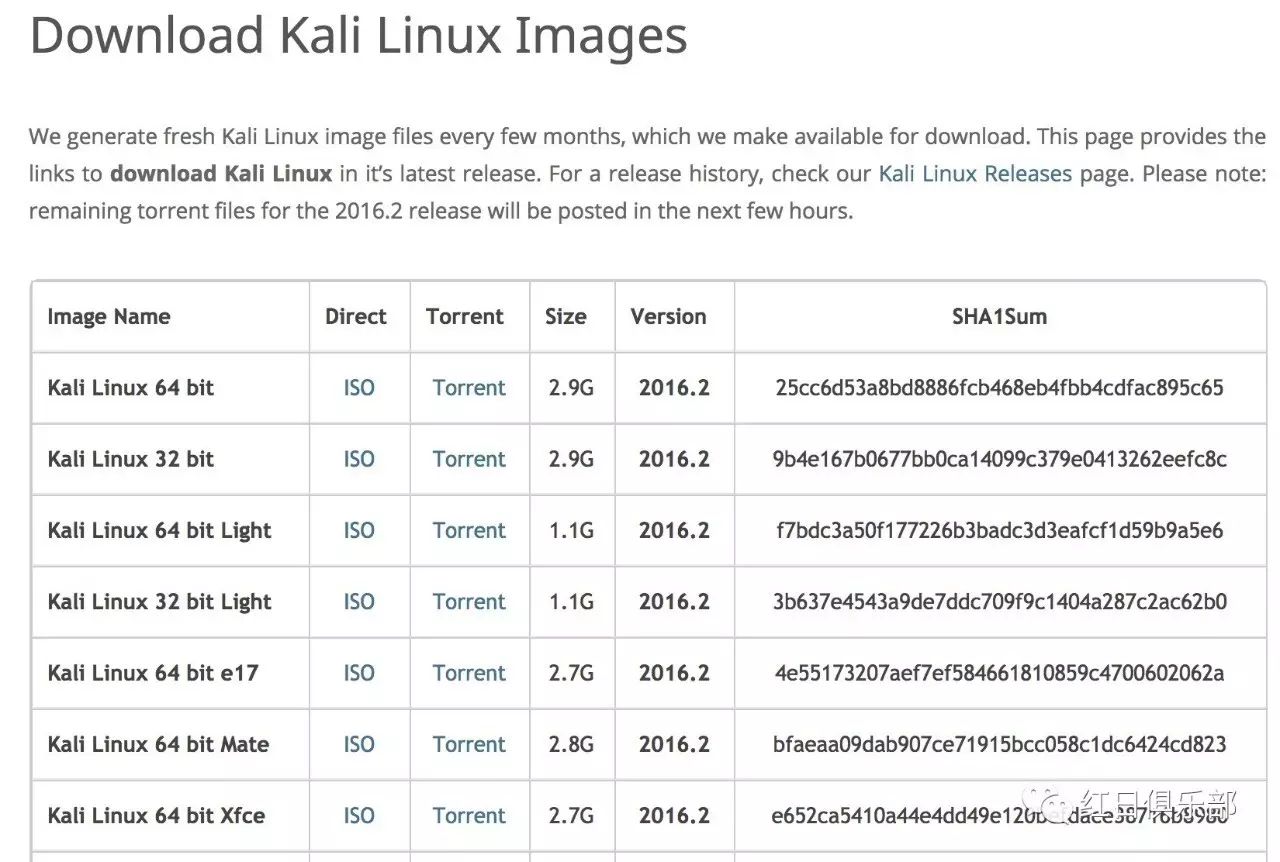 Download Kali Linux Images
We generate fresh Kali Linux image files every few months, which we make available for download. This page provides the
links to download Kali Linux in it’s latest release. For a release history, check our Kali Linux Releases page. Please note:
remaining torrent files for the 2016.2 release will be posted in the next few hours.
Image Name Direct Torrent Size Version SHA1Sum
Kali Linux 64 bit ISO Torrent 2.9G 2016.2 25cc6d53a8bd8886fcb468eb4fbb4cdfac895c65
Kali Linux 32 bit ISO Torrent 2.9G 2016.2 9b4e167b0677bb0ca14099c379e0413262eefc8c
Kali Linux 64 bit Light ISO Torrent 1.1G 2016.2 f7bdc3a50f177226b3badc3d3eafcf1d59b9a5e6
Kali Linux 32 bit Light ISO Torrent 1.1G 2016.2 3b637e4543a9de7ddc709f9c1404a287c2ac62b0
Kali Linux 64 bit e17 ISO Torrent 2.7G 2016.2 4e55173207aef7ef584661810859c4700602062a
Kali Linux 64 bit Mate ISO Torrent 2.8G 2016.2 bfaeaa09dab907ce71915bcc058c1dc6424cd823
Kali Linux 64 bit Xfce ISO Torrent 2.7G 2016.2
红日俱乐部